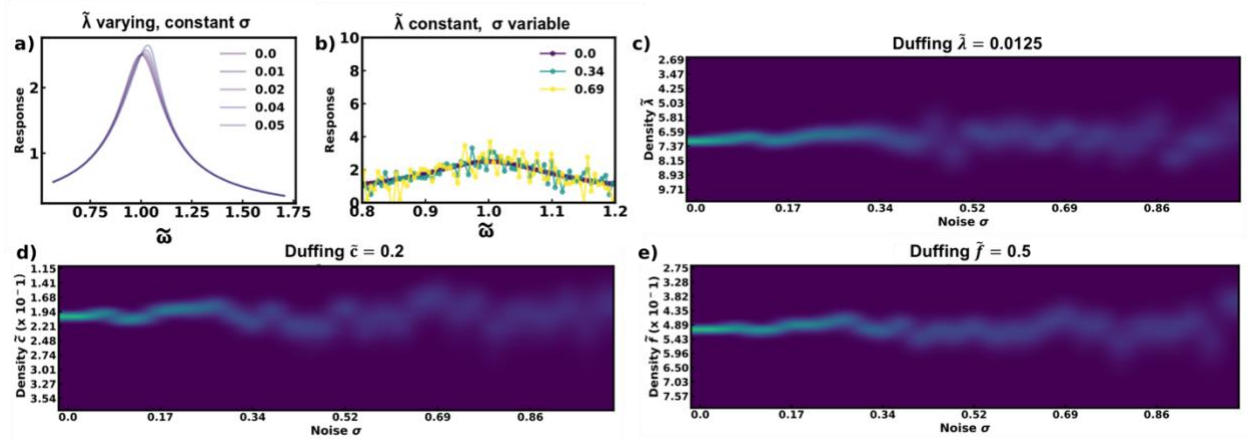 λ̃ varying, constant σ
a)
Response
2
1
0.0
0.01
0.02
0.04
0.05
0.75 1.00 1.25 1.50 1.75
ω̃
λ̃ constant, σ variable
b)
Response
10
8
6
4
2
0
0.0
0.34
0.69
0.8 0.9 1.0 1.1 1.2
ω̃
c)
Duffing λ̃ = 0.0125
Density λ̃
2.69
3.47
4.25
5.03
5.81
6.59
7.37
8.15
8.93
9.71
0.0 0.17 0.34 0.52 0.69 0.86
Noise σ
d)
Duffing c̃ = 0.2
Density c̃ (x 10⁻¹)
1.15
1.41
1.68
1.94
2.21
2.48
2.74
3.01
3.27
3.54
0.0 0.17 0.34 0.52 0.69 0.86
Noise σ
e)
Duffing f̃ = 0.5
Density f̃ (x 10⁻¹)
2.75
3.28
3.82
4.35
4.89
5.43
5.96
6.50
7.03
7.57
0.0 0.17 0.34 0.52 0.69 0.86
Noise σ